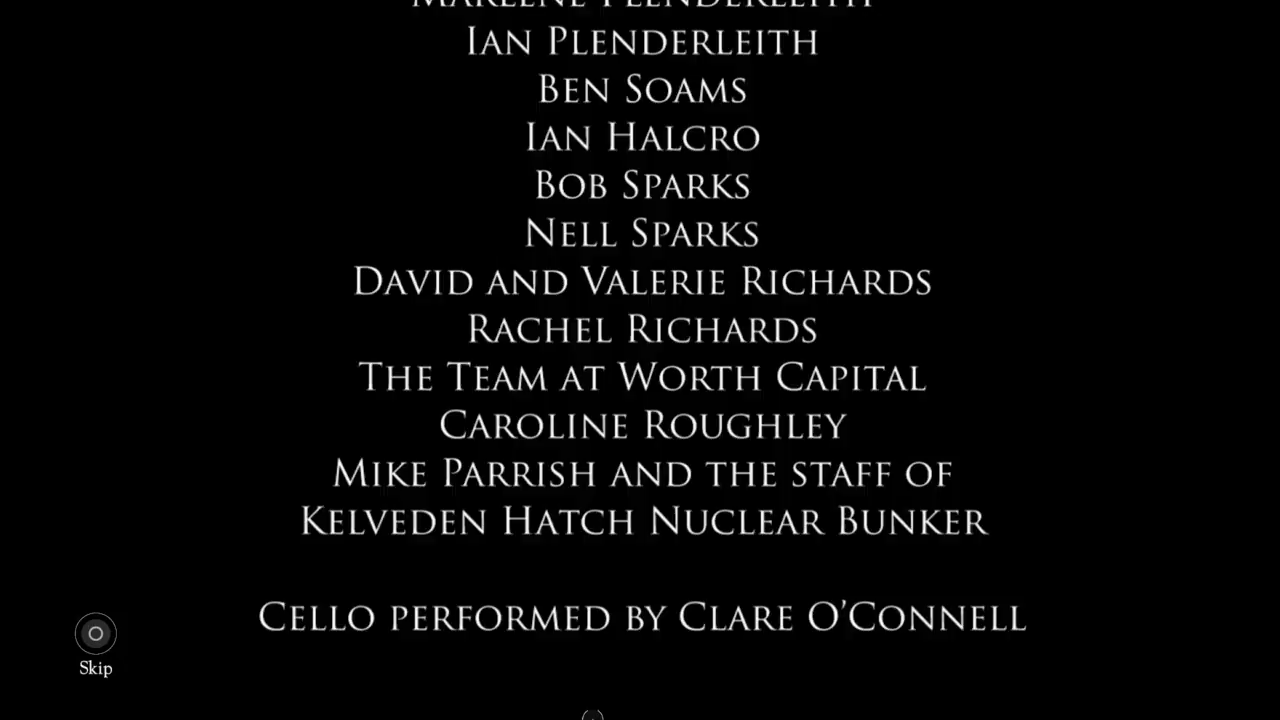 Marlene Plenderleith
Ian Plenderleith
Ben Soams
Ian Halcro
Bob Sparks
Nell Sparks
David and Valerie Richards
Rachel Richards
The Team at Worth Capital
Caroline Roughley
Mike Parrish and the staff of
Kelveden Hatch Nuclear Bunker
Cello performed by Clare O'Connell
Skip